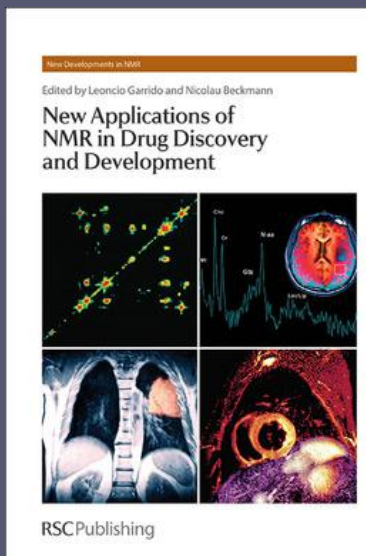 New Developments in NMR
Edited by Leoncio Garrido and Nicolau Beckmann
New Applications of
NMR in Drug Discovery
and Development
Cho
Cr
Glx
N-aa
RSCPublishing